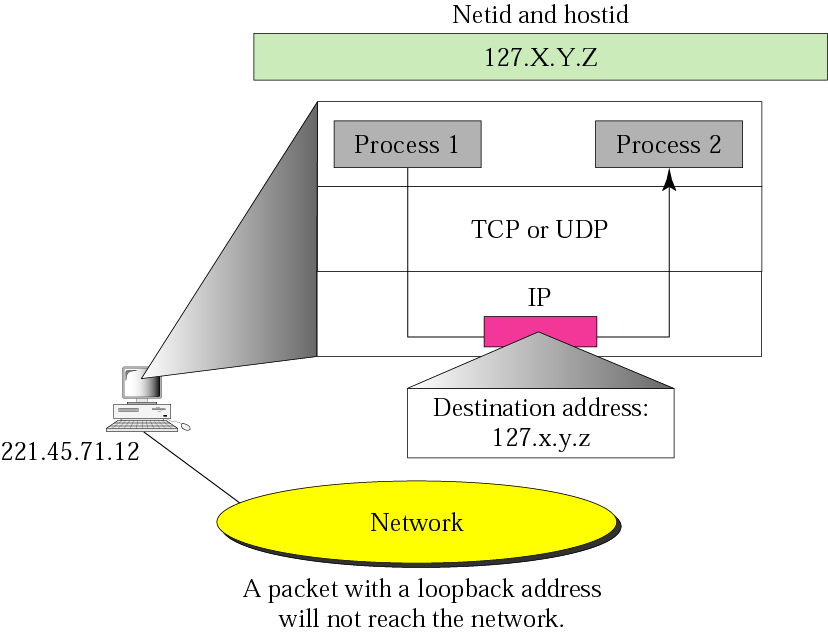 Netid and hostid
127.X.Y.Z
Process 1
Process 2
TCP or UDP
IP
Destination address:
127.x.y.z
221.45.71.12
Network
A packet with a loopback address
will not reach the network.